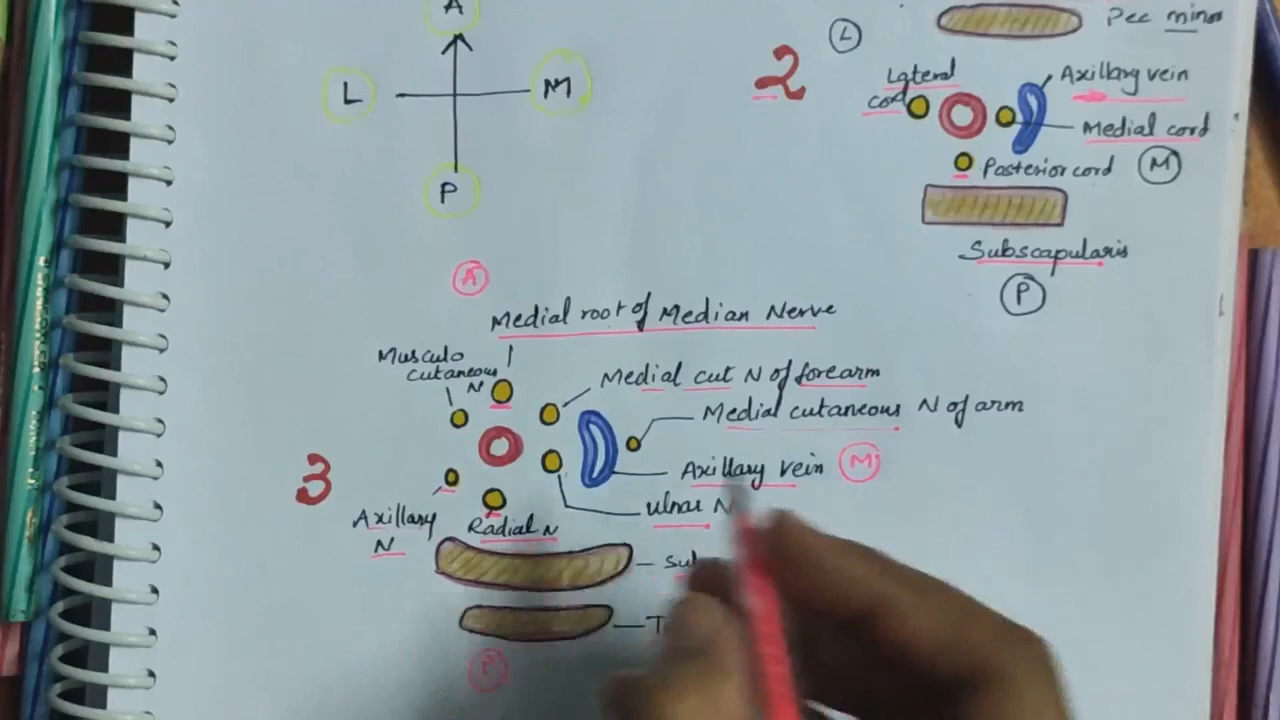 A
L
M
P
L
Pec minor
2
Lateral
cord
Axillary vein
Medial cord
M
Posterior cord
Subscapularis
P
A
Medial root of Median Nerve
Musculo
cutaneous
N
Medial cut N of forearm
Medial cutaneous N of arm
3
Axillary vein
M
ulnar N
Axillary
N
Radial N
Sub
T
P